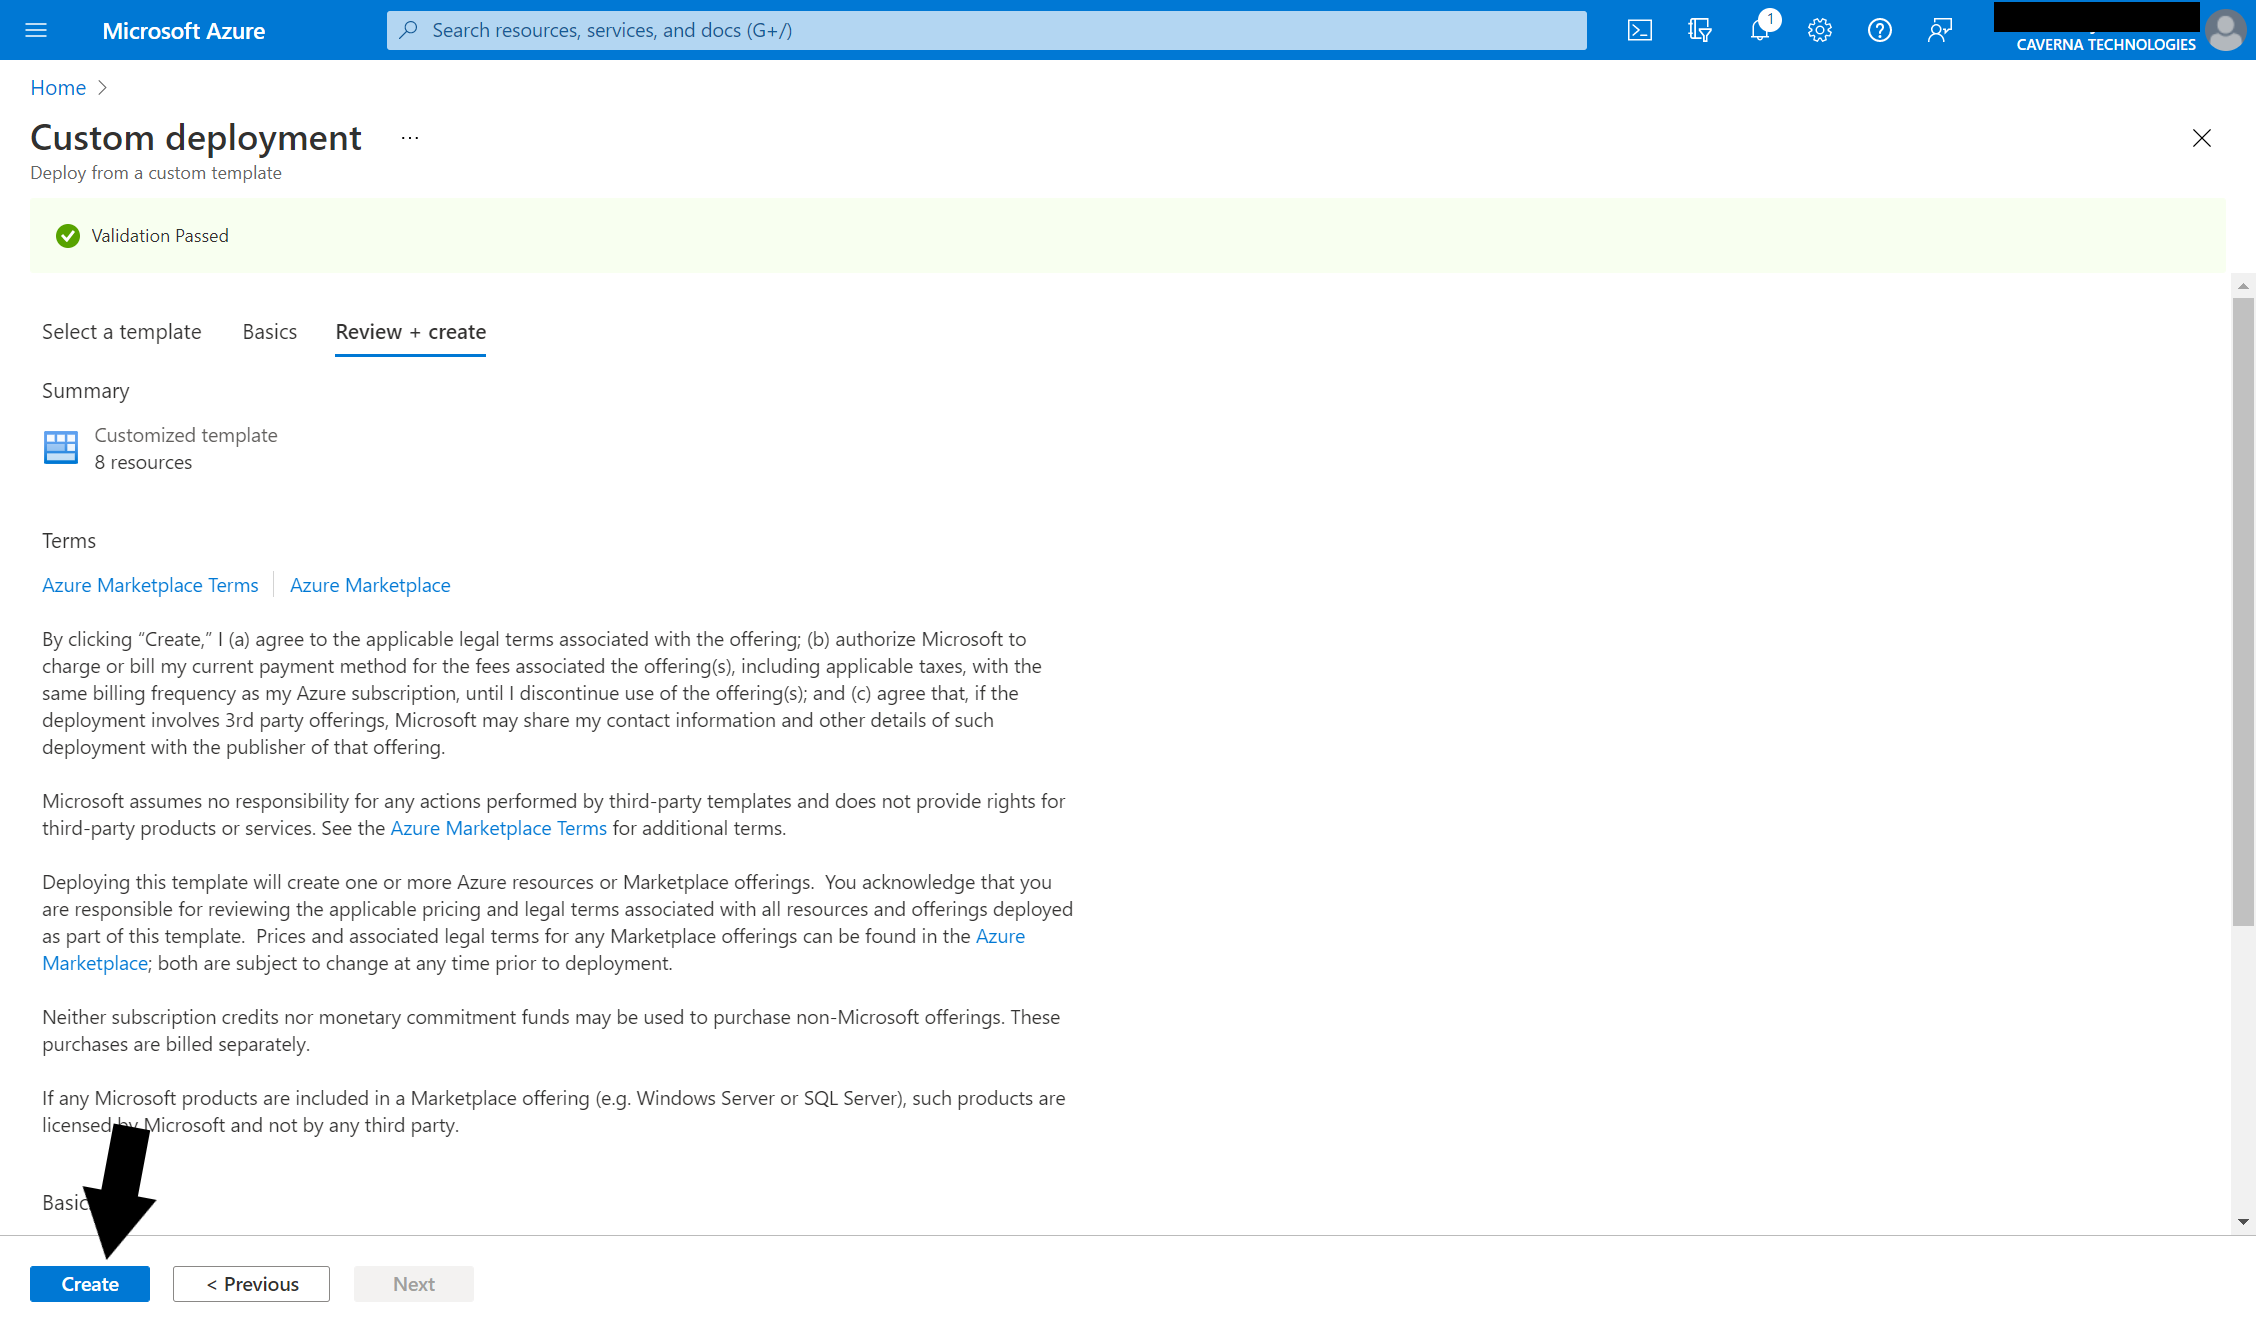 Microsoft Azure
Search resources, services, and docs (G+/)
1
CAVERNA TECHNOLOGIES
Home
Custom deployment
...
Deploy from a custom template
Validation Passed
Select a template
Basics
Review + create
Summary
Customized template
8 resources
Terms
Azure Marketplace Terms
Azure Marketplace
By clicking “Create,” I (a) agree to the applicable legal terms associated with the offering; (b) authorize Microsoft to
charge or bill my current payment method for the fees associated the offering(s), including applicable taxes, with the
same billing frequency as my Azure subscription, until I discontinue use of the offering(s); and (c) agree that, if the
deployment involves 3rd party offerings, Microsoft may share my contact information and other details of such
deployment with the publisher of that offering.
Microsoft assumes no responsibility for any actions performed by third-party templates and does not provide rights for
third-party products or services. See the Azure Marketplace Terms for additional terms.
Deploying this template will create one or more Azure resources or Marketplace offerings.  You acknowledge that you
are responsible for reviewing the applicable pricing and legal terms associated with all resources and offerings deployed
as part of this template.  Prices and associated legal terms for any Marketplace offerings can be found in the Azure
Marketplace; both are subject to change at any time prior to deployment.
Neither subscription credits nor monetary commitment funds may be used to purchase non-Microsoft offerings. These
purchases are billed separately.
If any Microsoft products are included in a Marketplace offering (e.g. Windows Server or SQL Server), such products are
licensed by Microsoft and not by any third party.
Basic
Create
< Previous
Next